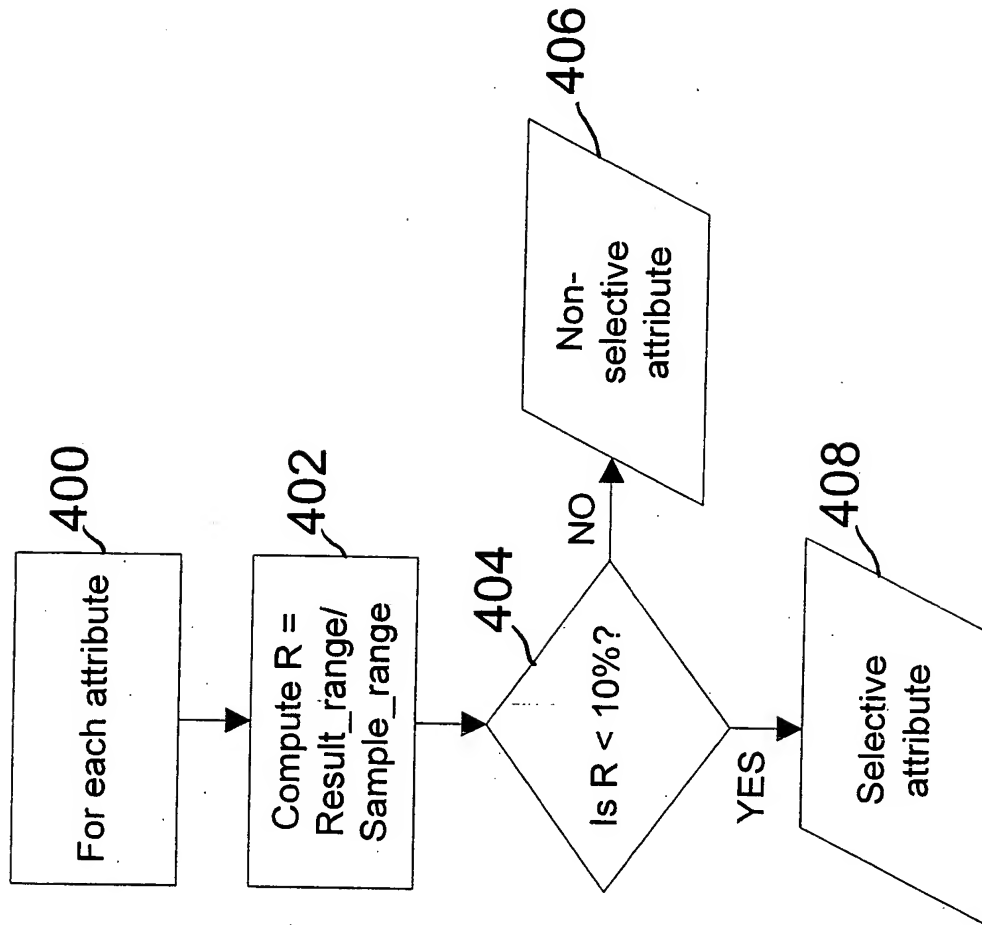 For each attribute
400
Compute R =
Result_range/
Sample_range
402
Is R < 10%?
404
NO
Non-
selective
attribute
406
YES
Selective
attribute
408